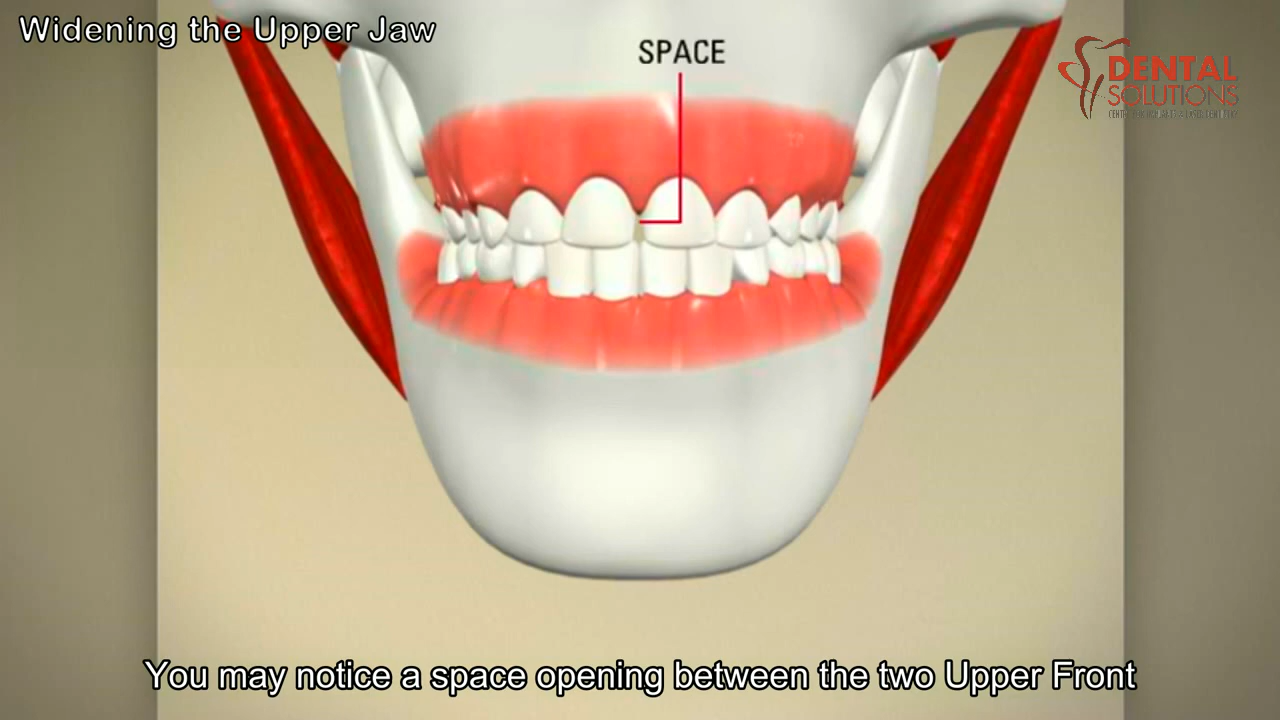 Widening the Upper Jaw
SPACE
DENTAL
SOLUTIONS
You may notice a space opening between the two Upper Front